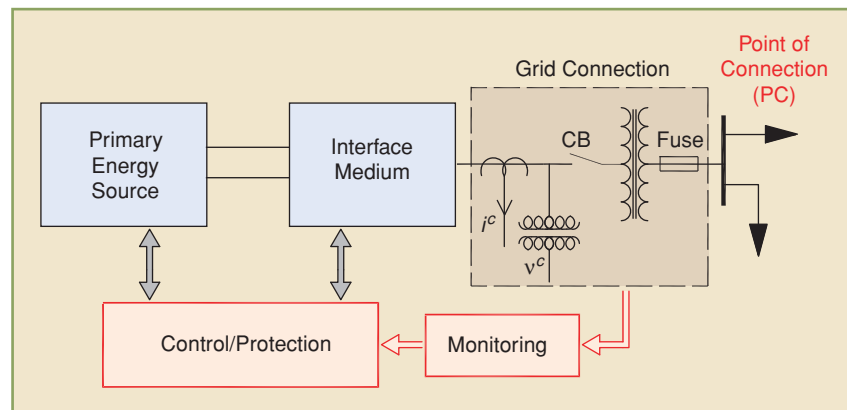 Point of
Connection
(PC)
Grid Connection
Primary
Energy
Source
Interface
Medium
CB
Fuse
i^c
v^c
Control/Protection
Monitoring